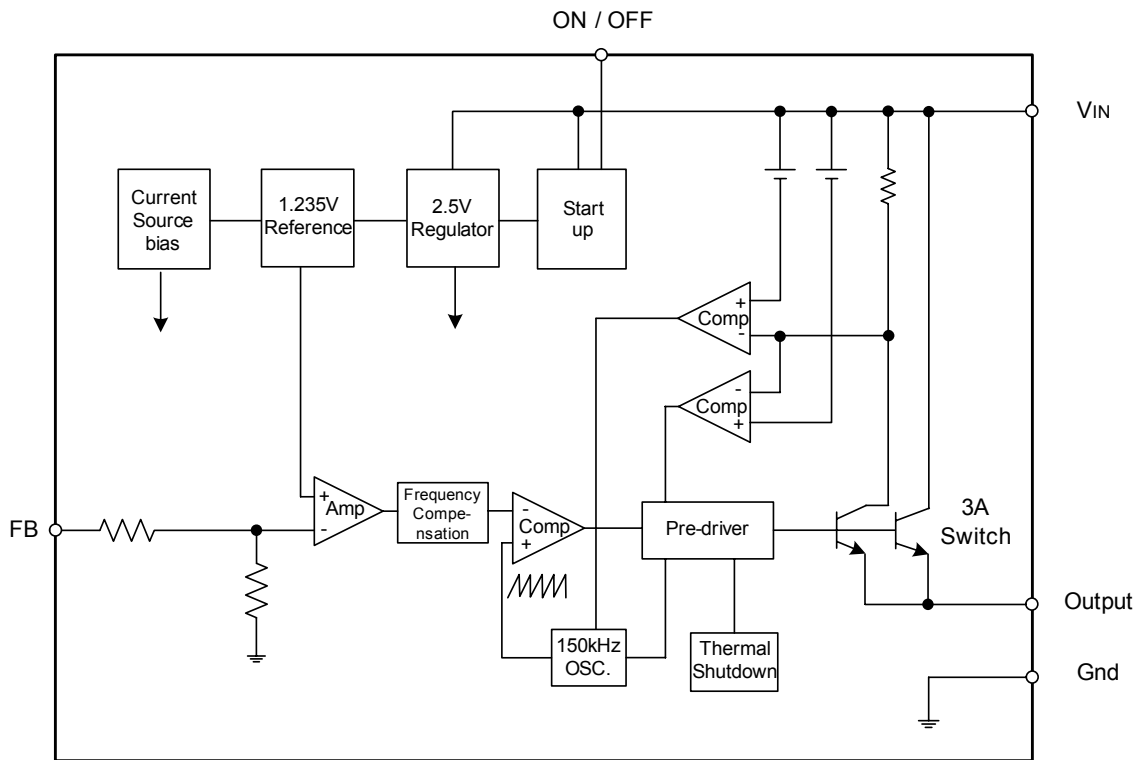 ON / OFF
VIN
Current
Source
bias
1.235V
Reference
2.5V
Regulator
Start
up
+
Comp
-
-
Comp
+
FB
+
Amp
-
Frequency
Compe-
nsation
-
Comp
+
Pre-driver
3A
Switch
Output
150kHz
OSC.
Thermal
Shutdown
Gnd